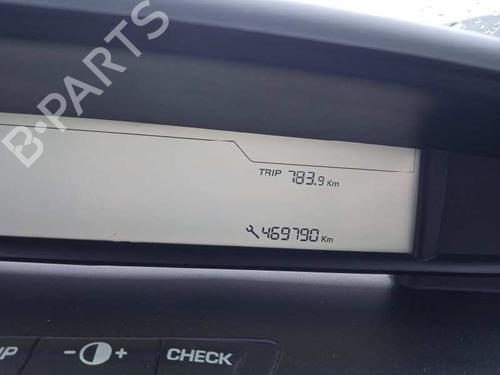 B-PARTS
TRIP 783.9 Km
469790 Km
- + CHECK